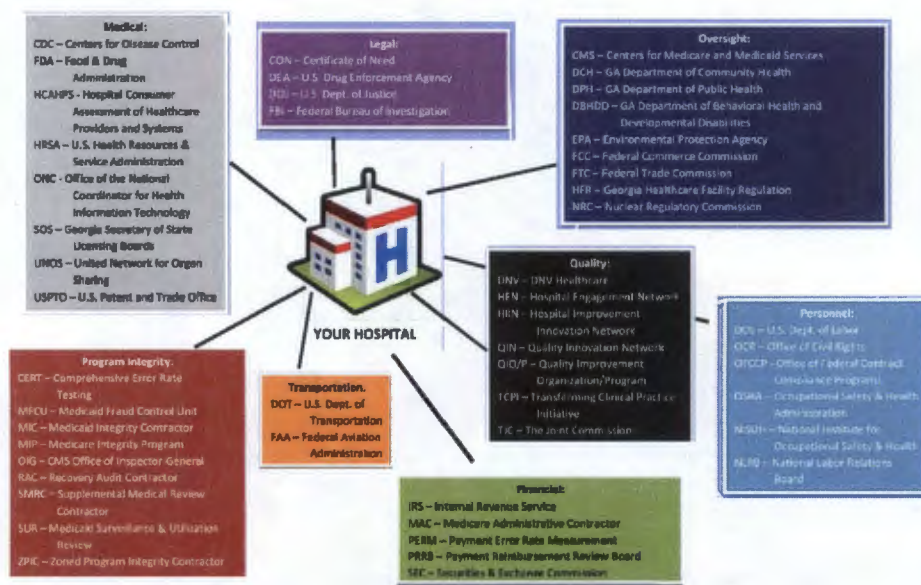 Medical:
CDC – Centers for Disease Control
FDA – Food & Drug
Administration
HCAHPS - Hospital Consumer
Assessment of Healthcare
Providers and Systems
HRSA – U.S. Health Resources &
Service Administration
ONC - Office of the National
Coordinator for Health
Information Technology
SOS – Georgia Secretary of State
Licensing Boards
UNOS – United Network for Organ
Sharing
USPTO – U.S. Patent and Trade Office
Legal:
CON – Certificate of Need
DEA – U.S. Drug Enforcement Agency
DOJ – U.S. Dept. of Justice
FBI – Federal Bureau of Investigation
Oversight:
CMS – Centers for Medicare and Medicaid Services
DCH – GA Department of Community Health
DPH – GA Department of Public Health
DBHDD – GA Department of Behavioral Health and
Developmental Disabilities
EPA – Environmental Protection Agency
FCC – Federal Commerce Commission
FTC – Federal Trade Commission
HFR – Georgia Healthcare Facility Regulation
NRC – Nuclear Regulatory Commission
H
YOUR HOSPITAL
Quality:
DNV – DNV Healthcare
HEN – Hospital Engagement Network
HIIN – Hospital Improvement
Innovation Network
QIN – Quality Innovation Network
QIO/P – Quality Improvement
Organization/Program
TCPI – Transforming Clinical Practice
Initiative
TJC – The Joint Commission
Personnel:
DOL – U.S. Dept. of Labor
OCR – Office of Civil Rights
OFCCP – Office of Federal Contract
Compliance Programs
OSHA – Occupational Safety & Health
Administration
NIOSH – National Institute for
Occupational Safety & Health
NLRB – National Labor Relations
Board
Program Integrity:
CERT – Comprehensive Error Rate
Testing
MFCU – Medicaid Fraud Control Unit
MIC – Medicaid Integrity Contractor
MIP – Medicare Integrity Program
OIG – CMS Office of Inspector General
RAC – Recovery Audit Contractor
SMRC – Supplemental Medical Review
Contractor
SUR – Medicaid Surveillance & Utilization
Review
ZPIC – Zoned Program Integrity Contractor
Transportation:
DOT – U.S. Dept. of
Transportation
FAA – Federal Aviation
Administration
Financial:
IRS – Internal Revenue Service
MAC – Medicare Administrative Contractor
PERM – Payment Error Rate Measurement
PRRB – Payment Reimbursement Review Board
SEC – Securities & Exchange Commission